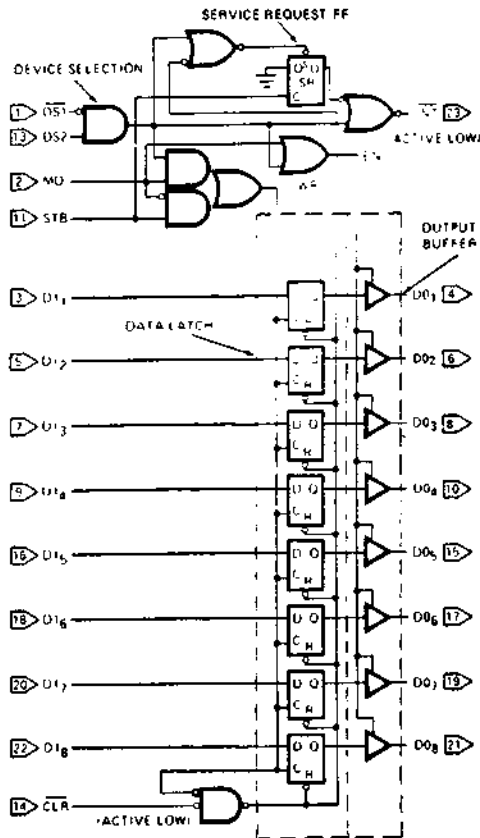 SERVICE REQUEST FF
DEVICE SELECTION
1 DS1
13 DS2
D S Q
SR
C
23
(ACTIVE LOW)
2 MD
EN
11 STB
OUTPUT
BUFFER
3 DI1
DO1 4
DATA LATCH
5 DI2
DO2 6
C R
7 DI3
D Q
C R
DO3 8
9 DI4
D Q
C R
DO4 10
16 DI5
D Q
C R
DO5 15
18 DI6
D Q
C R
DO6 17
20 DI7
D Q
C R
DO7 19
22 DI8
D Q
C R
DO8 21
14 CLR
(ACTIVE LOW)